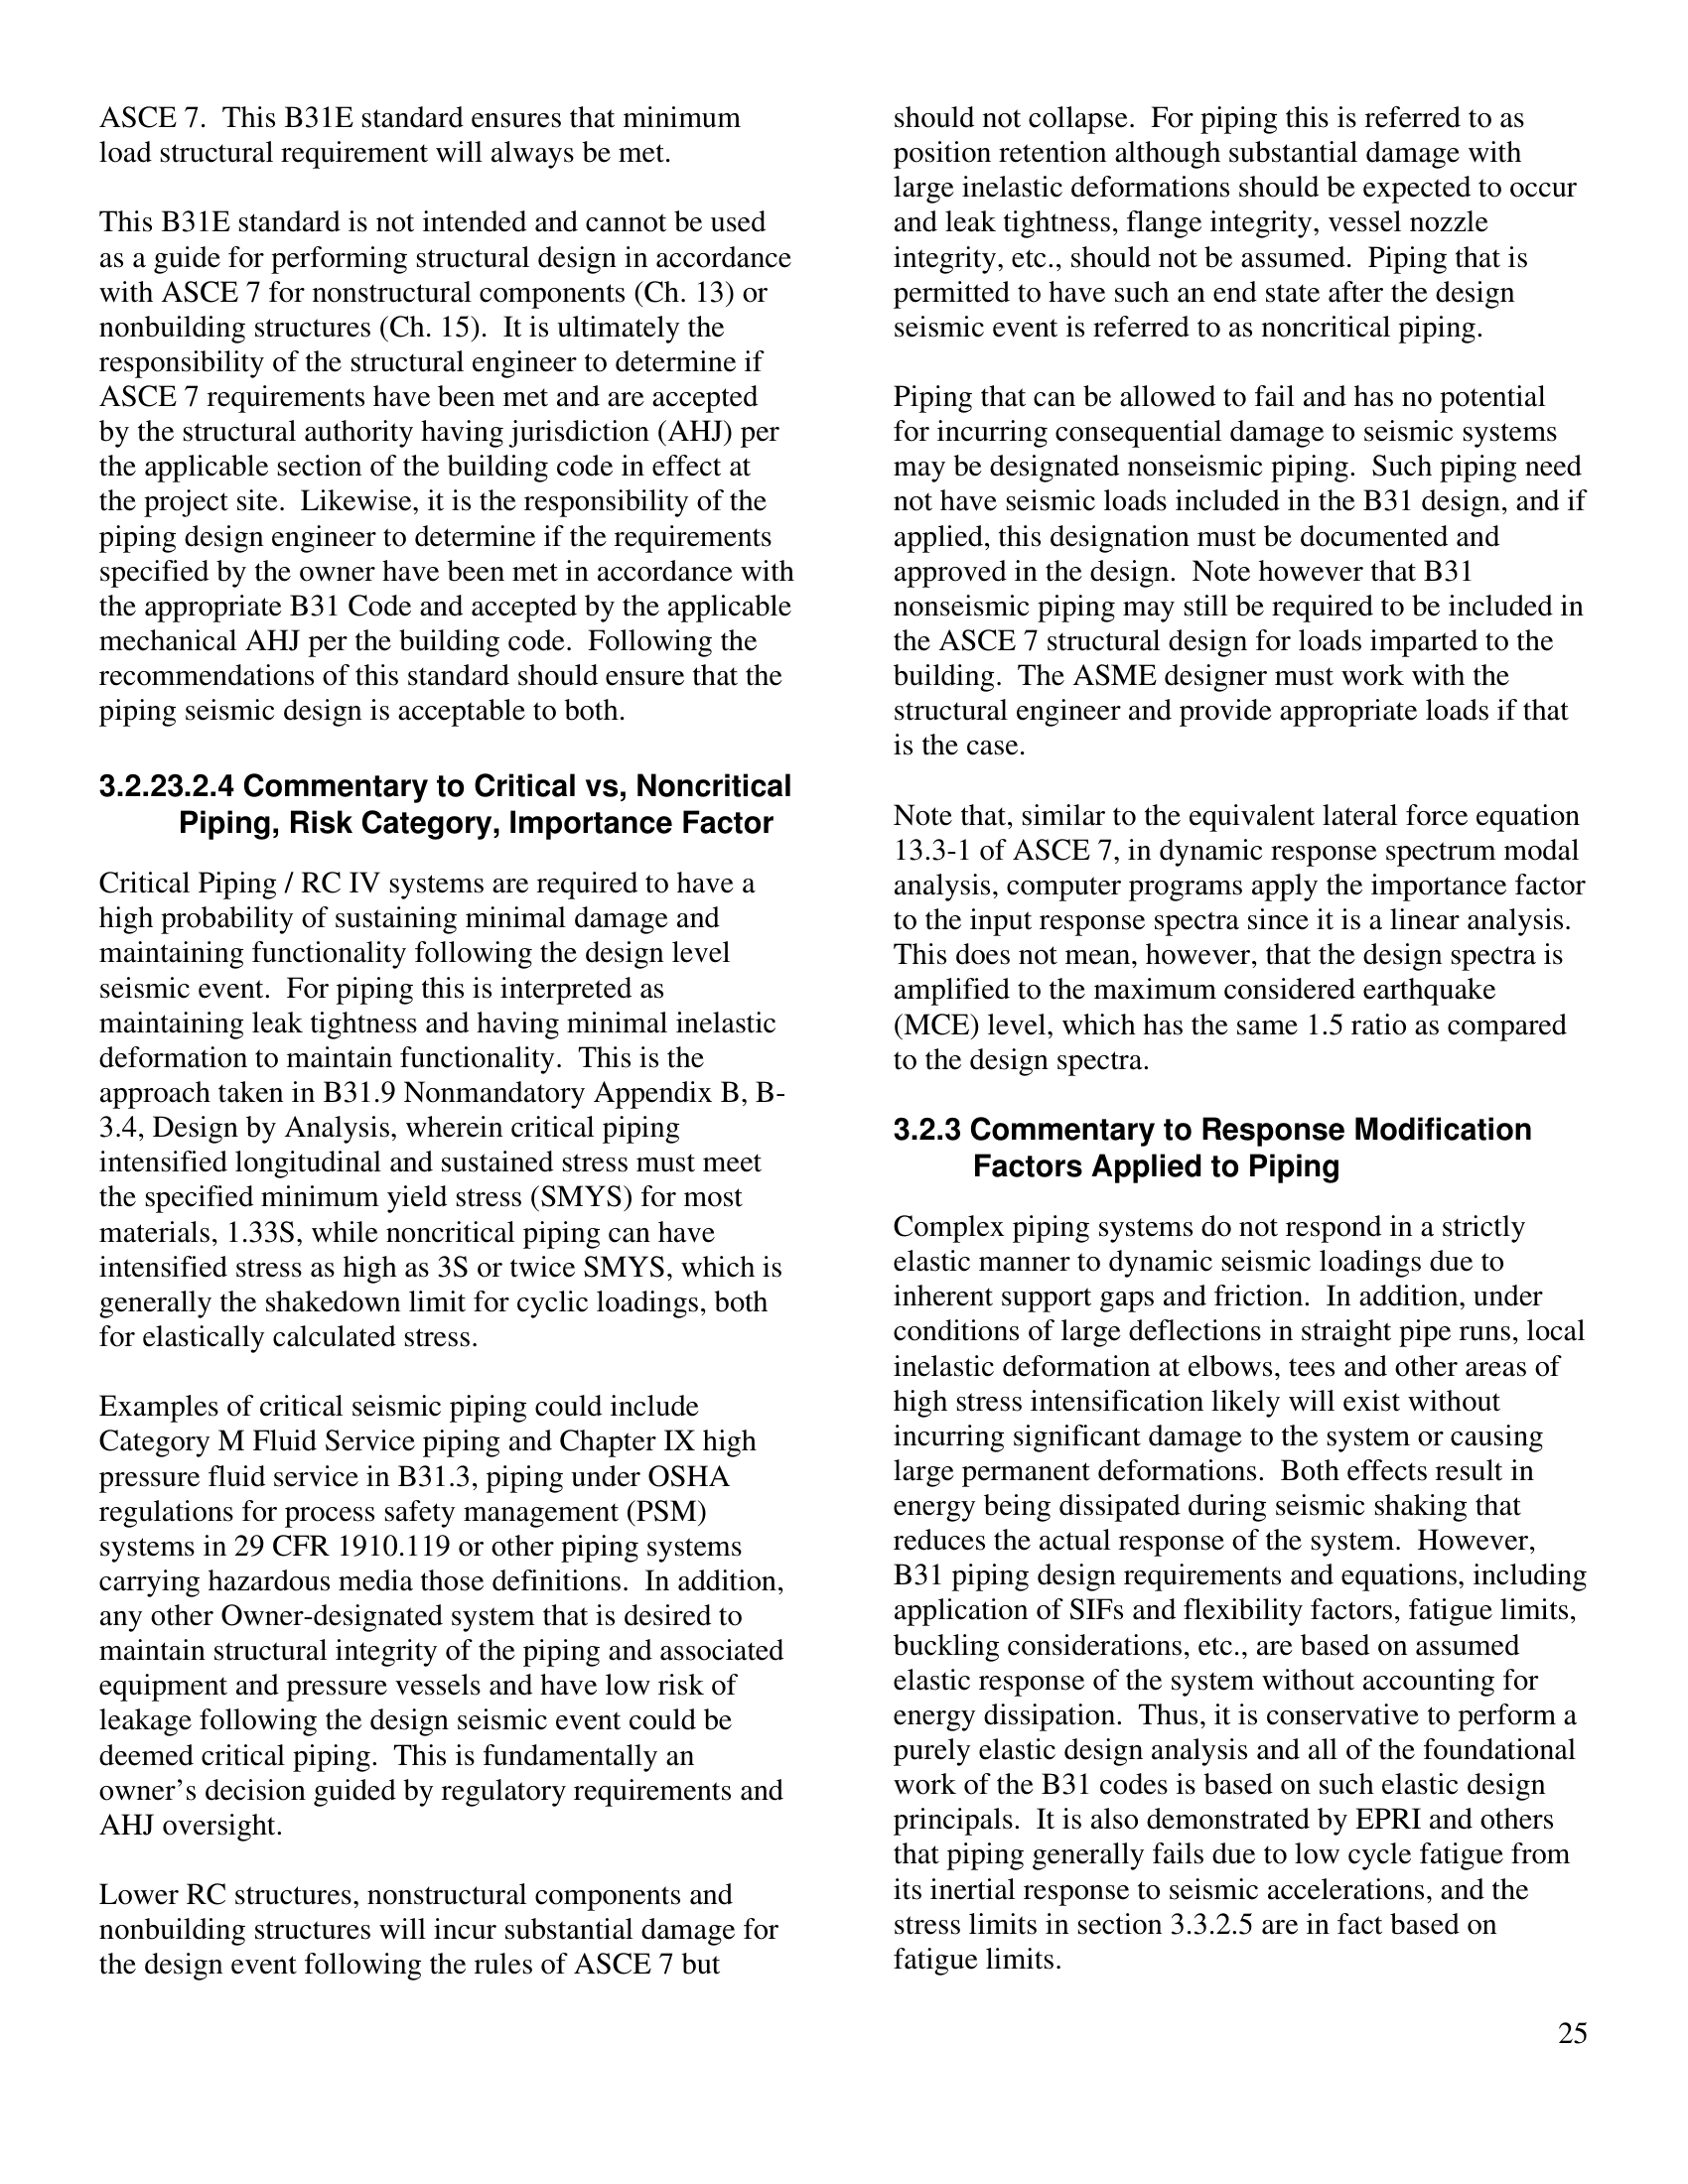 ASCE 7.  This B31E standard ensures that minimum
load structural requirement will always be met.
This B31E standard is not intended and cannot be used
as a guide for performing structural design in accordance
with ASCE 7 for nonstructural components (Ch. 13) or
nonbuilding structures (Ch. 15).  It is ultimately the
responsibility of the structural engineer to determine if
ASCE 7 requirements have been met and are accepted
by the structural authority having jurisdiction (AHJ) per
the applicable section of the building code in effect at
the project site.  Likewise, it is the responsibility of the
piping design engineer to determine if the requirements
specified by the owner have been met in accordance with
the appropriate B31 Code and accepted by the applicable
mechanical AHJ per the building code.  Following the
recommendations of this standard should ensure that the
piping seismic design is acceptable to both.
3.2.23.2.4 Commentary to Critical vs, Noncritical
Piping, Risk Category, Importance Factor
Critical Piping / RC IV systems are required to have a
high probability of sustaining minimal damage and
maintaining functionality following the design level
seismic event.  For piping this is interpreted as
maintaining leak tightness and having minimal inelastic
deformation to maintain functionality.  This is the
approach taken in B31.9 Nonmandatory Appendix B, B-
3.4, Design by Analysis, wherein critical piping
intensified longitudinal and sustained stress must meet
the specified minimum yield stress (SMYS) for most
materials, 1.33S, while noncritical piping can have
intensified stress as high as 3S or twice SMYS, which is
generally the shakedown limit for cyclic loadings, both
for elastically calculated stress.
Examples of critical seismic piping could include
Category M Fluid Service piping and Chapter IX high
pressure fluid service in B31.3, piping under OSHA
regulations for process safety management (PSM)
systems in 29 CFR 1910.119 or other piping systems
carrying hazardous media those definitions.  In addition,
any other Owner-designated system that is desired to
maintain structural integrity of the piping and associated
equipment and pressure vessels and have low risk of
leakage following the design seismic event could be
deemed critical piping.  This is fundamentally an
owner’s decision guided by regulatory requirements and
AHJ oversight.
Lower RC structures, nonstructural components and
nonbuilding structures will incur substantial damage for
the design event following the rules of ASCE 7 but
should not collapse.  For piping this is referred to as
position retention although substantial damage with
large inelastic deformations should be expected to occur
and leak tightness, flange integrity, vessel nozzle
integrity, etc., should not be assumed.  Piping that is
permitted to have such an end state after the design
seismic event is referred to as noncritical piping.
Piping that can be allowed to fail and has no potential
for incurring consequential damage to seismic systems
may be designated nonseismic piping.  Such piping need
not have seismic loads included in the B31 design, and if
applied, this designation must be documented and
approved in the design.  Note however that B31
nonseismic piping may still be required to be included in
the ASCE 7 structural design for loads imparted to the
building.  The ASME designer must work with the
structural engineer and provide appropriate loads if that
is the case.
Note that, similar to the equivalent lateral force equation
13.3-1 of ASCE 7, in dynamic response spectrum modal
analysis, computer programs apply the importance factor
to the input response spectra since it is a linear analysis.
This does not mean, however, that the design spectra is
amplified to the maximum considered earthquake
(MCE) level, which has the same 1.5 ratio as compared
to the design spectra.
3.2.3 Commentary to Response Modification
Factors Applied to Piping
Complex piping systems do not respond in a strictly
elastic manner to dynamic seismic loadings due to
inherent support gaps and friction.  In addition, under
conditions of large deflections in straight pipe runs, local
inelastic deformation at elbows, tees and other areas of
high stress intensification likely will exist without
incurring significant damage to the system or causing
large permanent deformations.  Both effects result in
energy being dissipated during seismic shaking that
reduces the actual response of the system.  However,
B31 piping design requirements and equations, including
application of SIFs and flexibility factors, fatigue limits,
buckling considerations, etc., are based on assumed
elastic response of the system without accounting for
energy dissipation.  Thus, it is conservative to perform a
purely elastic design analysis and all of the foundational
work of the B31 codes is based on such elastic design
principals.  It is also demonstrated by EPRI and others
that piping generally fails due to low cycle fatigue from
its inertial response to seismic accelerations, and the
stress limits in section 3.3.2.5 are in fact based on
fatigue limits.
25